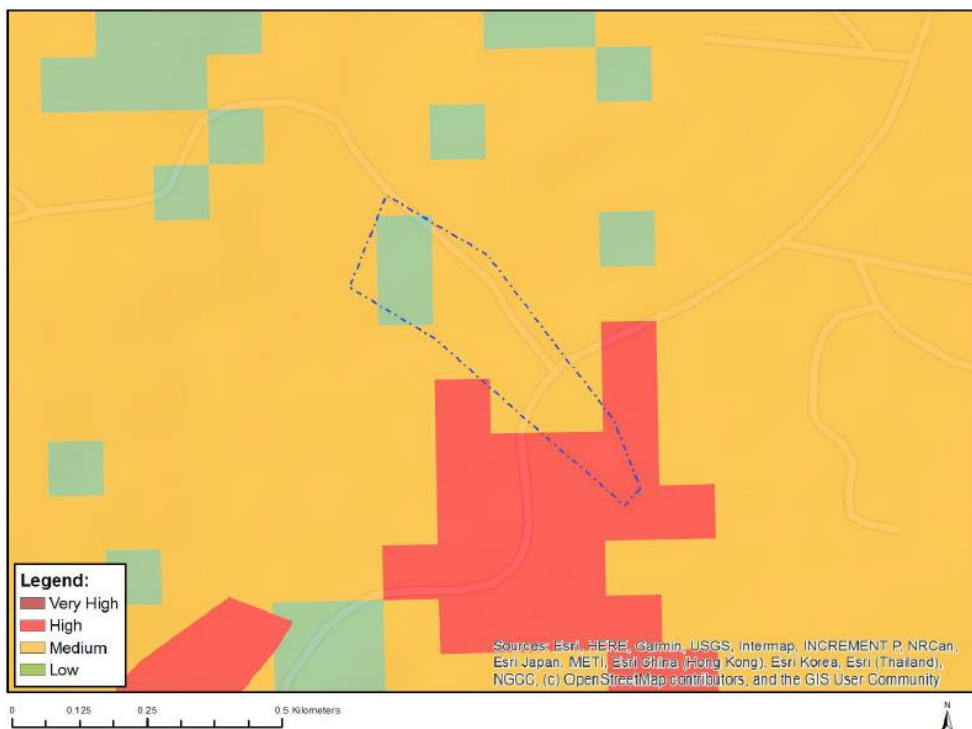 Legend:
Very High
High
Medium
Low
Sources: Esri, HERE, Garmin, USGS, Intermap, INCREMENT P, NRCan,
Esri Japan, METI, Esri China (Hong Kong), Esri Korea, Esri (Thailand),
NGCC, (c) OpenStreetMap contributors, and the GIS User Community
0 0.125 0.25 0.5 Kilometers
N